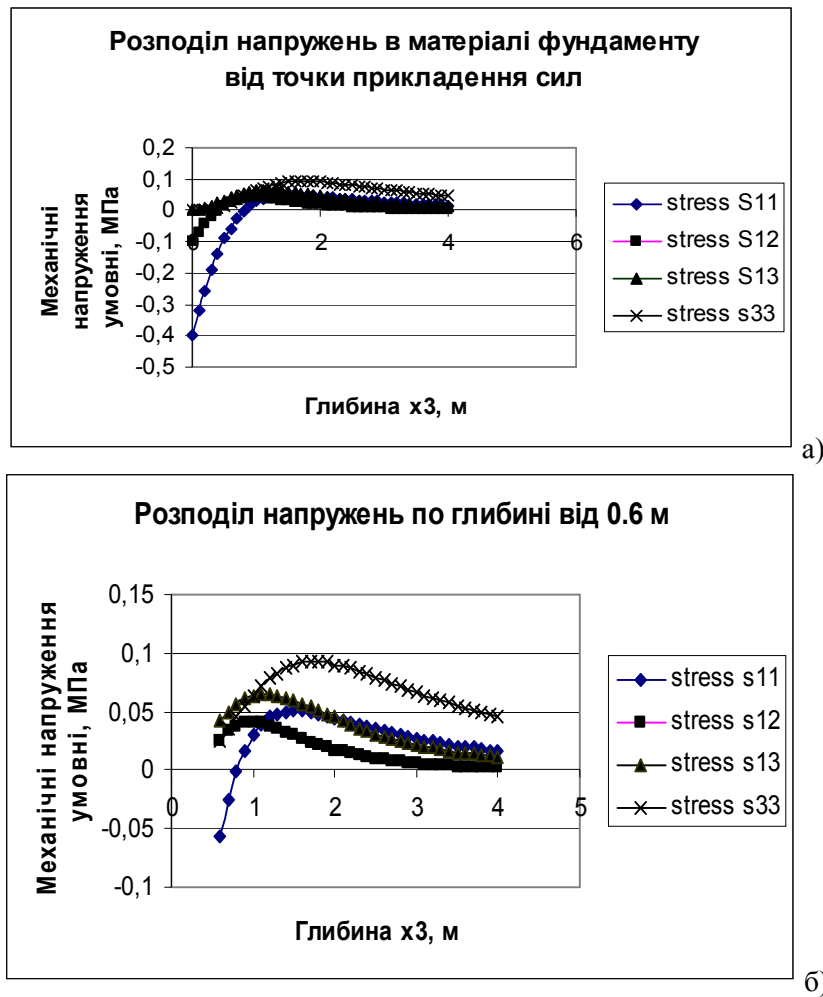 Розподіл напружень в матеріалі фундаменту
від точки прикладення сил
Механічні
напруження
умовні, МПа
0,2
0,1
0
-0,1
-0,2
-0,3
-0,4
-0,5
0
2
4
6
Глибина x3, м
stress S11
stress S12
stress S13
stress s33
а)
Розподіл напружень по глибині від 0.6 м
Механічні напруження
умовні, МПа
0,15
0,1
0,05
0
-0,05
-0,1
0
1
2
3
4
5
Глибина x3, м
stress s11
stress s12
stress s13
stress s33
б)